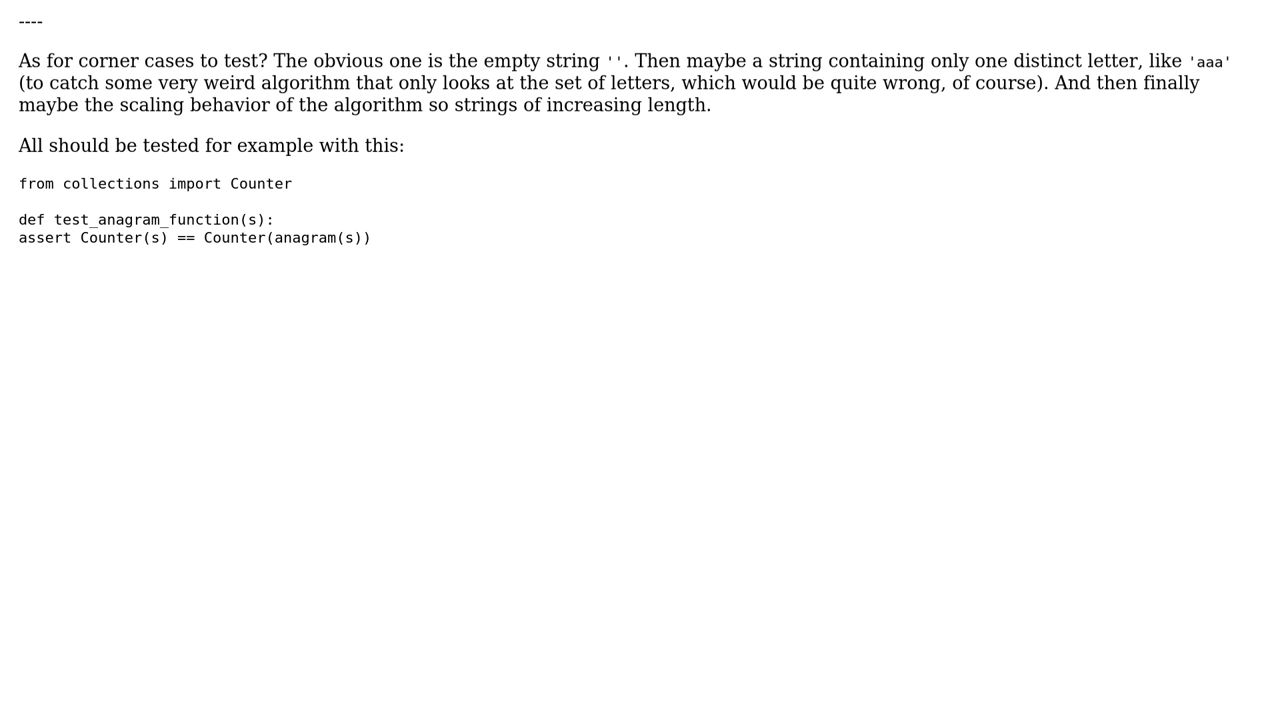 ----
As for corner cases to test? The obvious one is the empty string ''. Then maybe a string containing only one distinct letter, like 'aaa'
(to catch some very weird algorithm that only looks at the set of letters, which would be quite wrong, of course). And then finally
maybe the scaling behavior of the algorithm so strings of increasing length.
All should be tested for example with this:
from collections import Counter
def test_anagram_function(s):
assert Counter(s) == Counter(anagram(s))